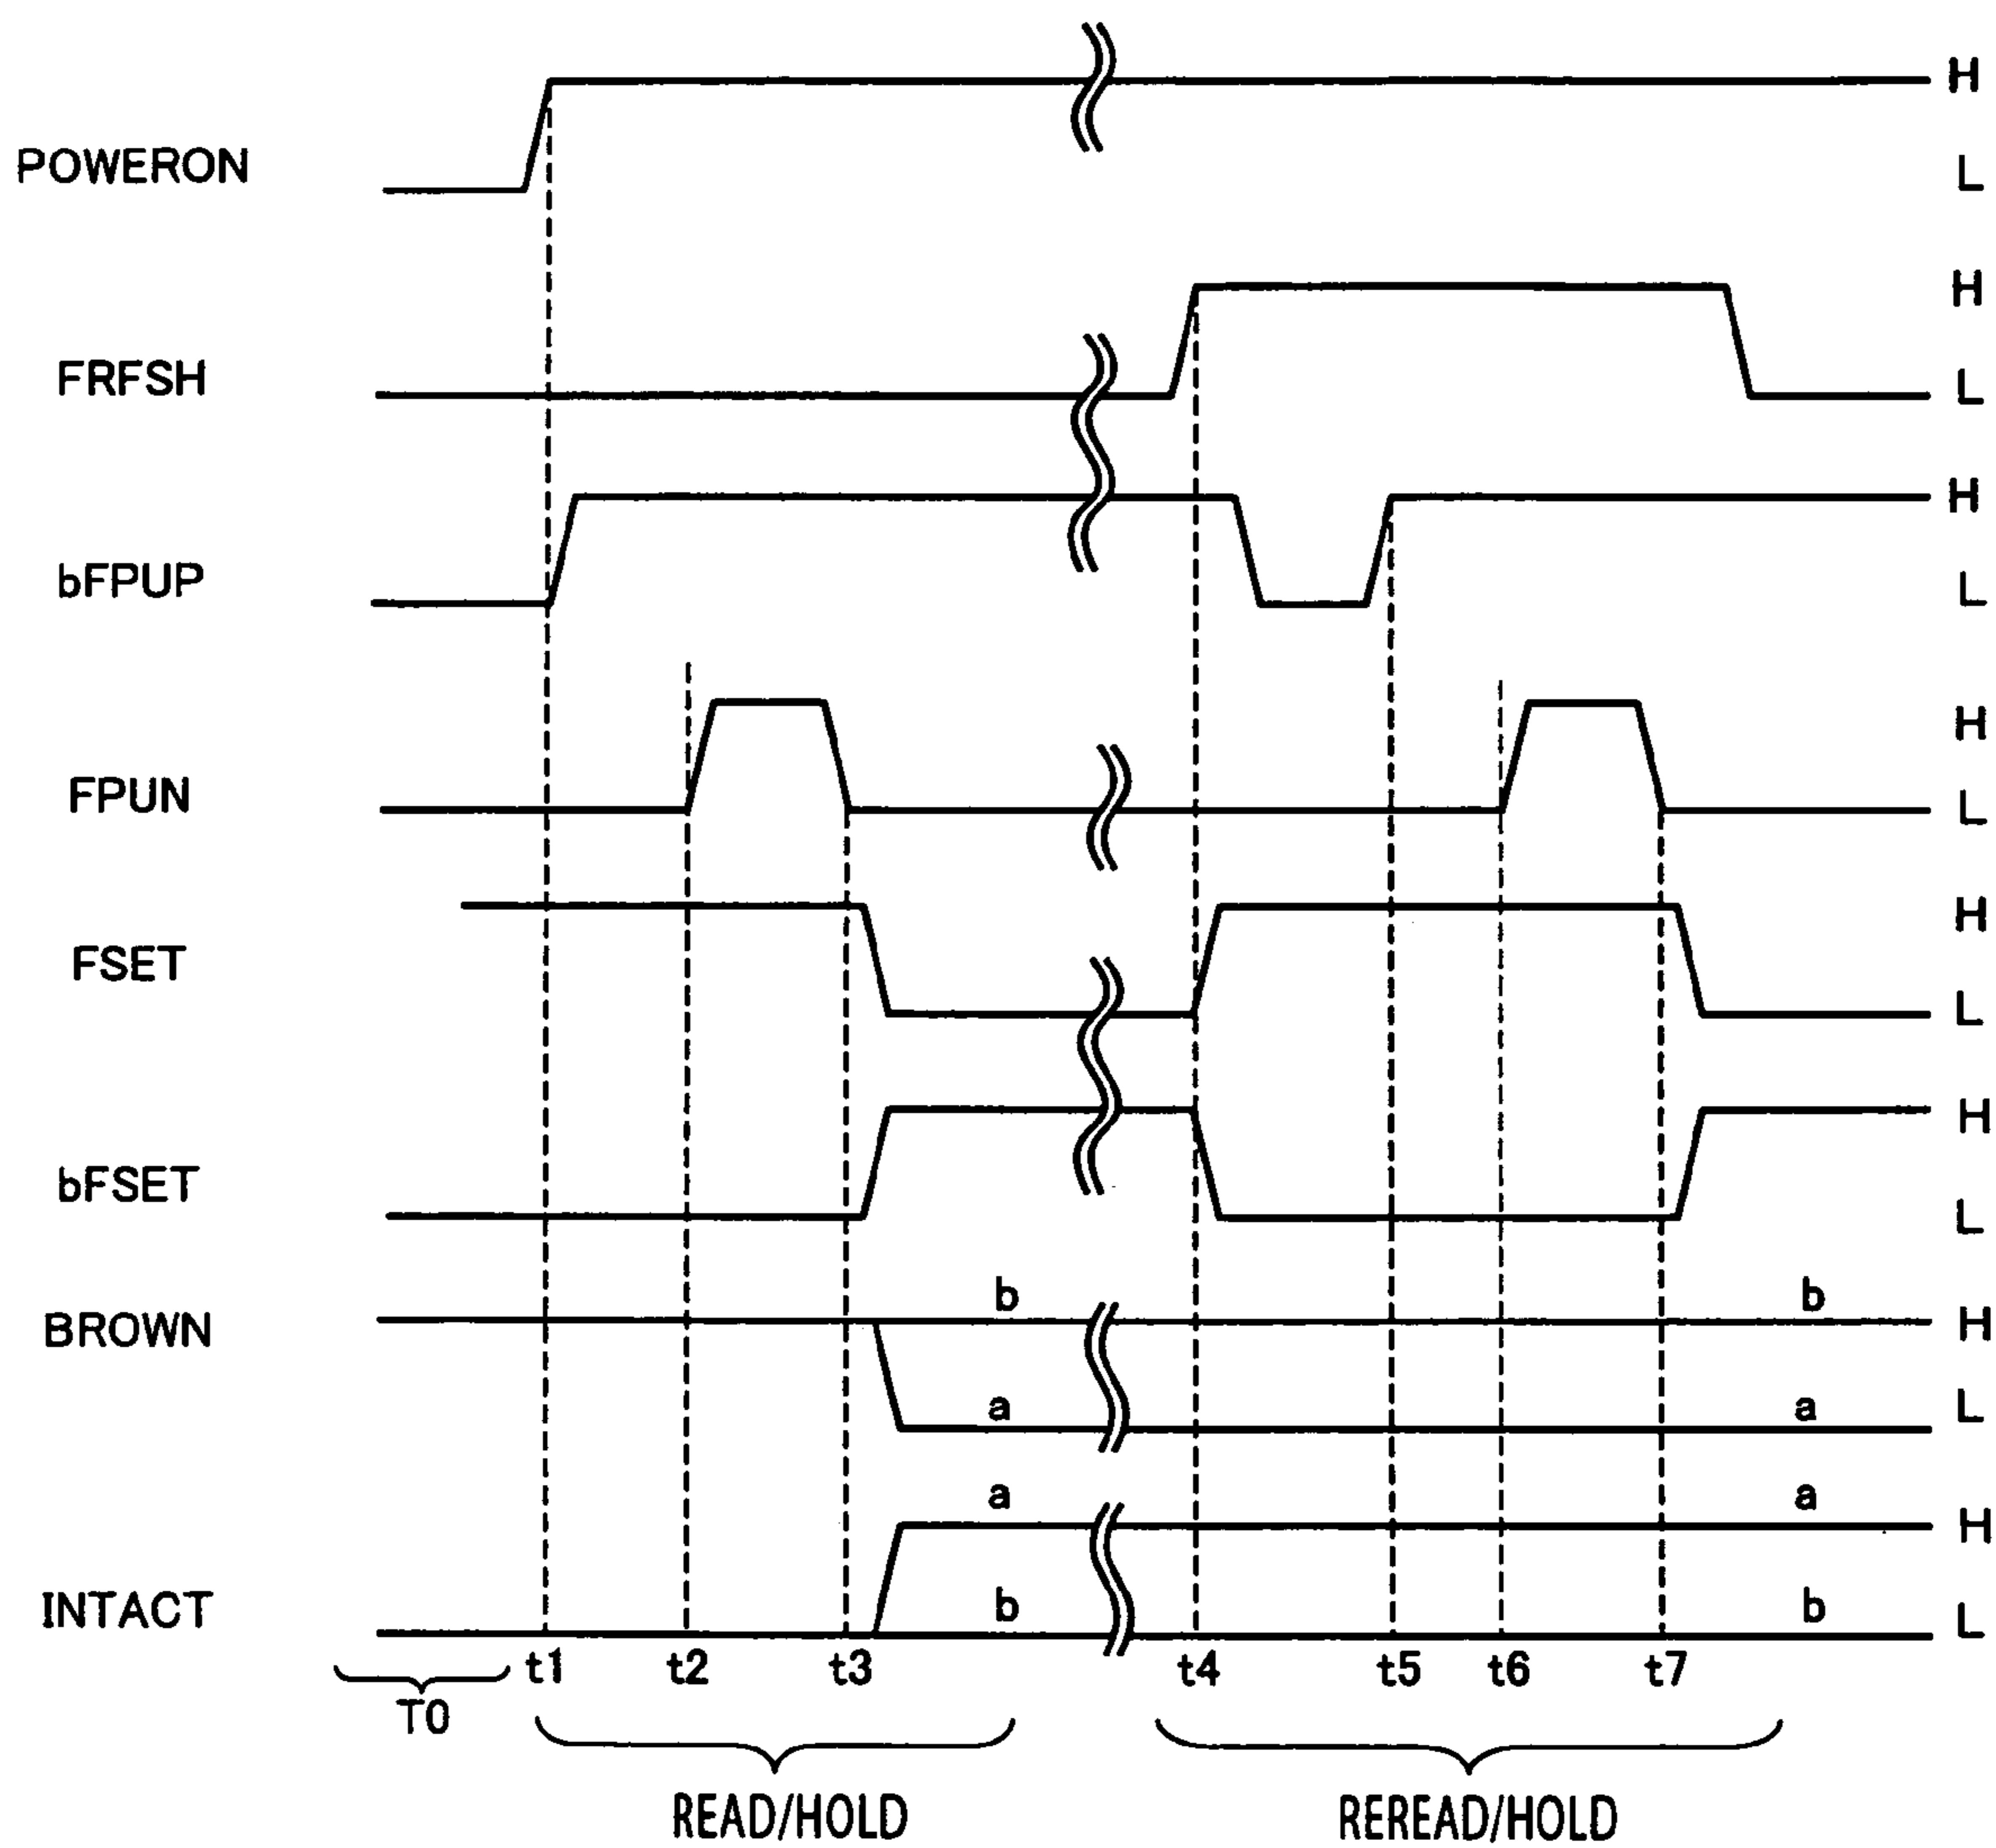 H
POWERON
L
H
FRFSH
L
H
bFPUP
L
H
FPUN
L
H
FSET
L
H
bFSET
L
b b
BROWN H
a a L
a a
H
INTACT b b L
t1 t2 t3 t4 t5 t6 t7
T0
READ/HOLD REREAD/HOLD